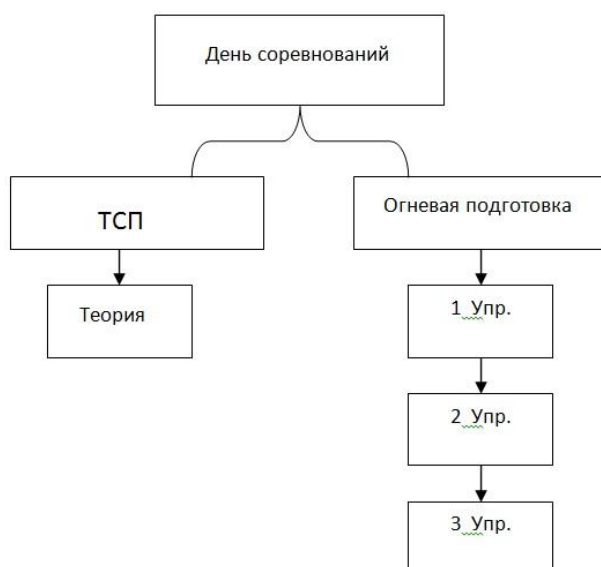 День соревнований
ТСП
Огневая подготовка
Теория
1 Упр.
2 Упр.
3 Упр.